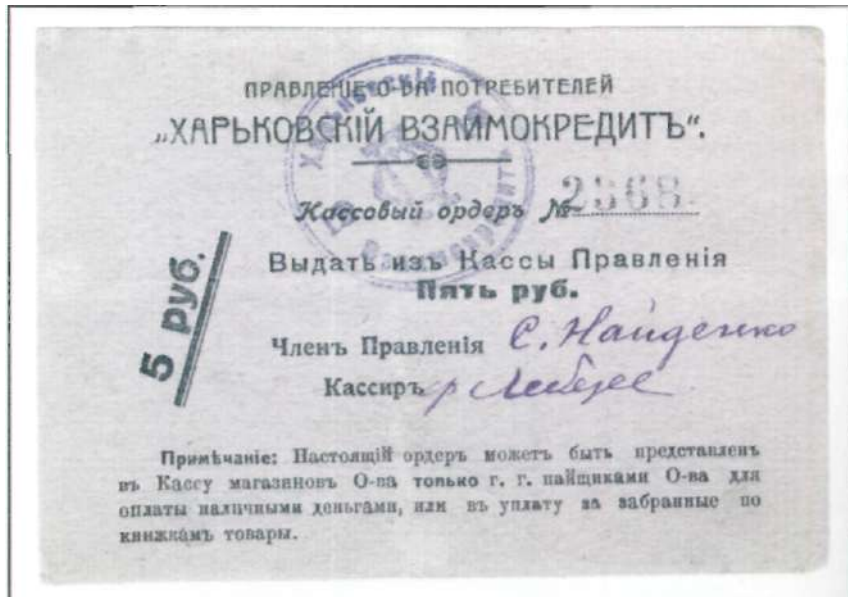 ПРАВЛЕНІЕ О-ВА ПОТРЕБИТЕЛЕЙ
„ХАРЬКОВСКІЙ ВЗАИМОКРЕДИТЪ“.
Кассовый ордеръ № 2368
Выдать изъ Кассы Правленія
Пять руб.
5 руб.
Членъ Правленія С. Найденко
Кассиръ
Примѣчаніе: Настоящій ордеръ можетъ быть представленъ
въ Кассу магазиновъ О-ва только г. г. пайщиками О-ва для
оплаты наличными деньгами, или въ уплату за забранные по
книжкамъ товары.